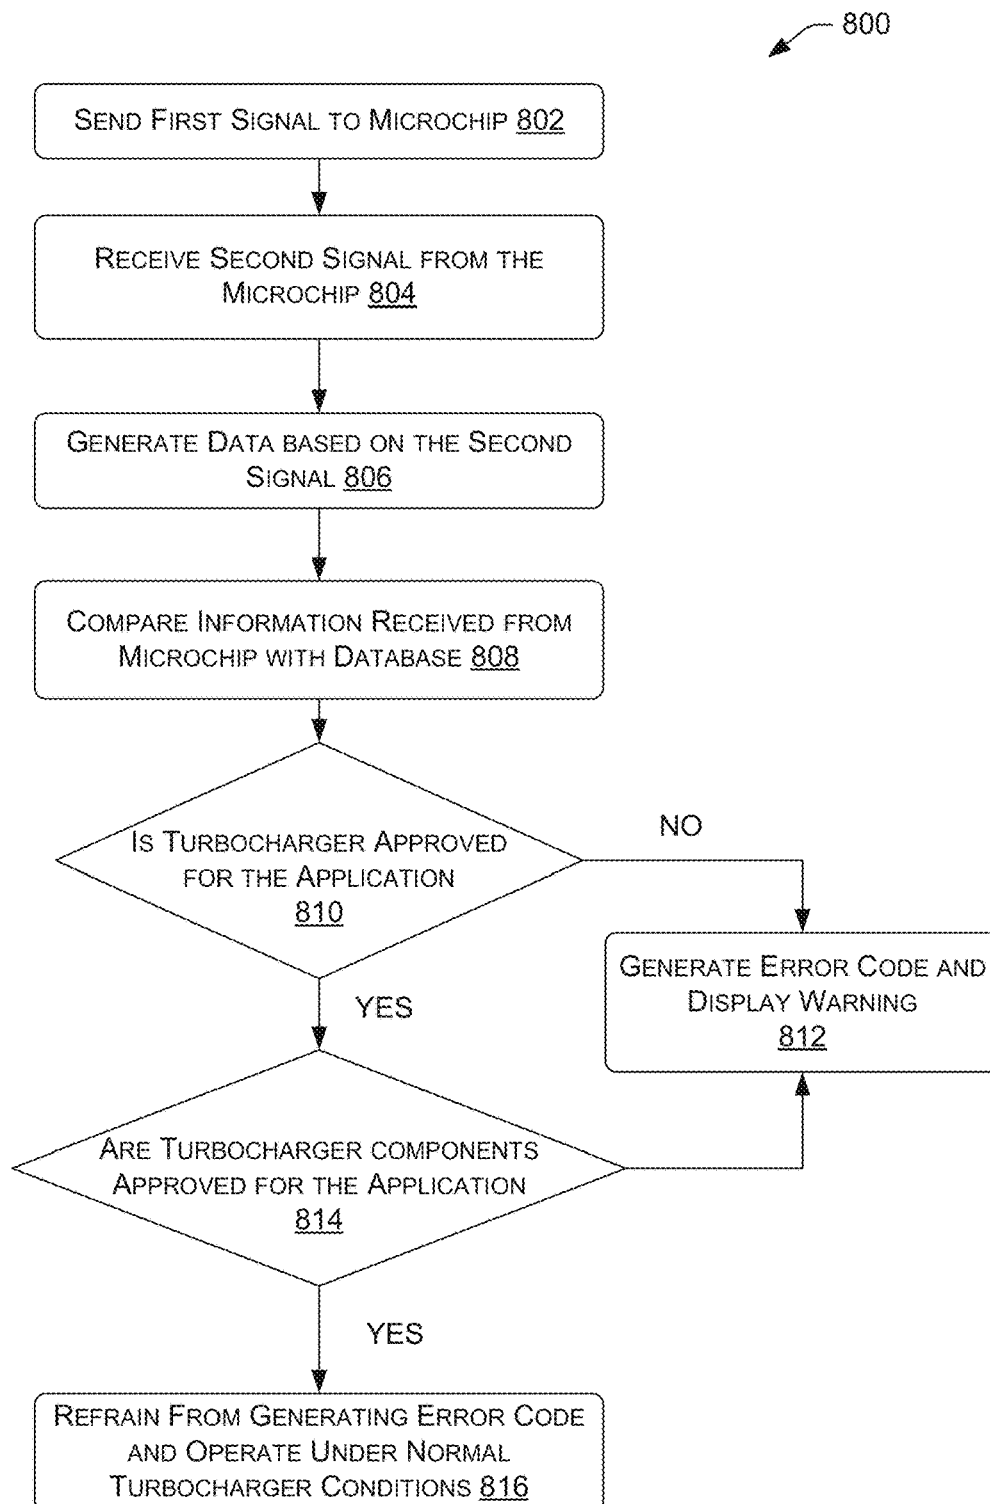 800
SEND FIRST SIGNAL TO MICROCHIP 802
RECEIVE SECOND SIGNAL FROM THE
MICROCHIP 804
GENERATE DATA BASED ON THE SECOND
SIGNAL 806
COMPARE INFORMATION RECEIVED FROM
MICROCHIP WITH DATABASE 808
IS TURBOCHARGER APPROVED
FOR THE APPLICATION
810
NO
GENERATE ERROR CODE AND
DISPLAY WARNING
812
YES
ARE TURBOCHARGER COMPONENTS
APPROVED FOR THE APPLICATION
814
YES
REFRAIN FROM GENERATING ERROR CODE
AND OPERATE UNDER NORMAL
TURBOCHARGER CONDITIONS 816